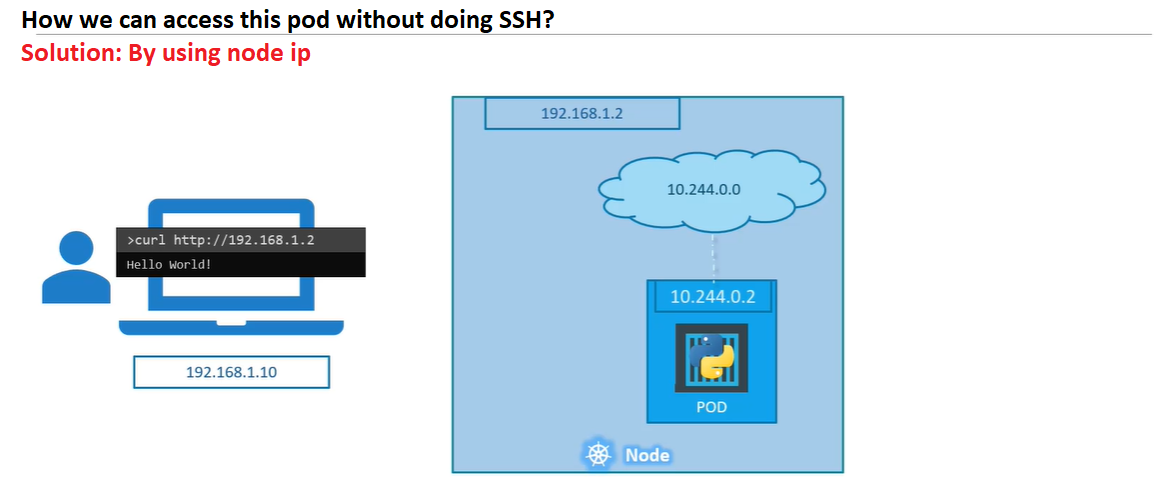 How we can access this pod without doing SSH?
Solution: By using node ip
192.168.1.2
10.244.0.0
>curl http://192.168.1.2
Hello World!
10.244.0.2
POD
192.168.1.10
Node